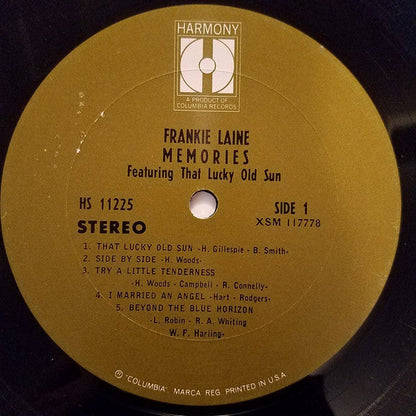 HARMONY
H
A PRODUCT OF
COLUMBIA RECORDS
FRANKIE LAINE
MEMORIES
Featuring That Lucky Old Sun
HS 11225
SIDE 1
STEREO
XSM 117778
1. THAT LUCKY OLD SUN -H. Gillespie - B. Smith-
2. SIDE BY SIDE -H. Woods-
3. TRY A LITTLE TENDERNESS
-H. Woods - Campbell - R. Connelly-
4. I MARRIED AN ANGEL -Hart - Rodgers-
5. BEYOND THE BLUE HORIZON
-L. Robin - R. A. Whiting
W. F. Harling-
℗ "COLUMBIA" MARCA REG. PRINTED IN U.S.A